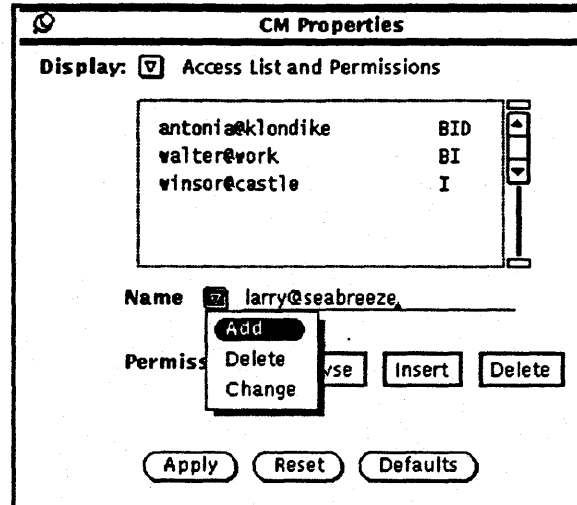 CM Properties
Display: Access List and Permissions
antonia@klondike BID
walter@work BI
winsor@castle I
Name larry@seabreeze
Add
Delete
Change
Permiss vse Insert Delete
Apply Reset Defaults